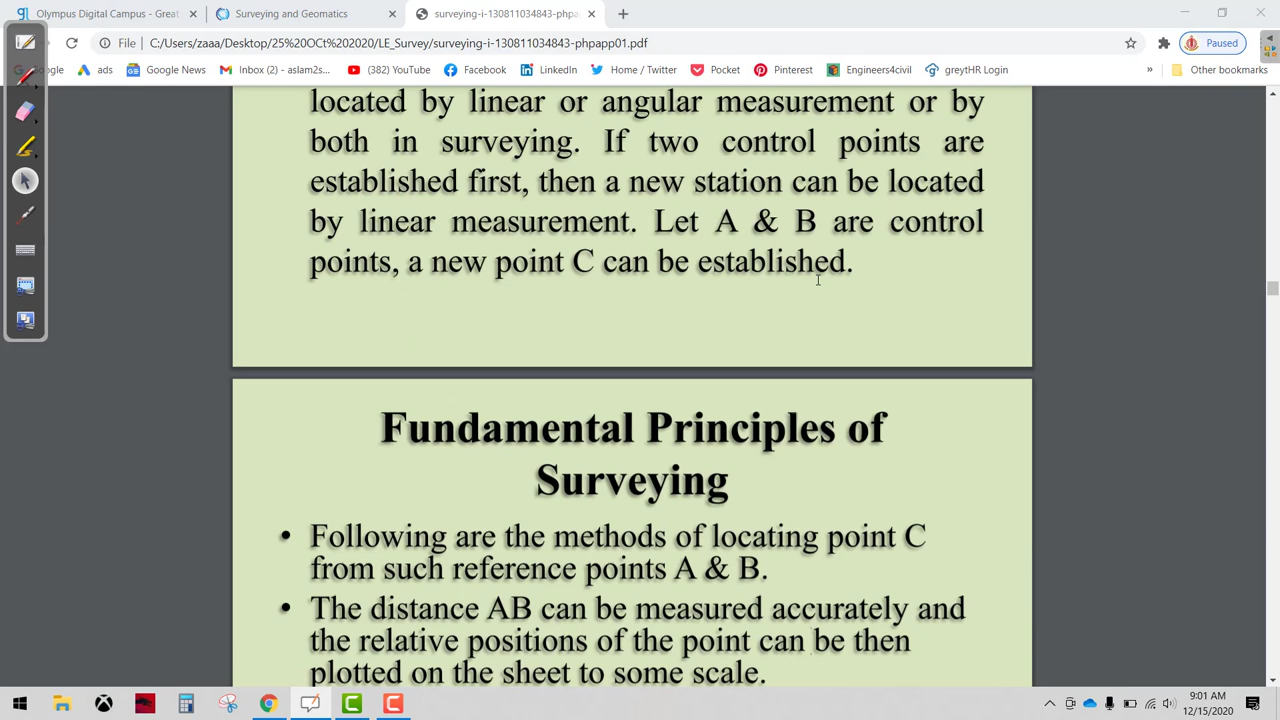 Olympus Digital Campus - Great
Surveying and Geomatics
surveying-i-130811034843-phpa
File
C:/Users/zaaa/Desktop/25%20OCt%202020/LE_Survey/surveying-i-130811034843-phpapp01.pdf
Paused
ads
Google News
Inbox (2) - aslam2s...
(382) YouTube
Facebook
LinkedIn
Home / Twitter
Pocket
Pinterest
Engineers4civil
greytHR Login
»
Other bookmarks
located by linear or angular measurement or by
both in surveying. If two control points are
established first, then a new station can be located
by linear measurement. Let A & B are control
points, a new point C can be established.
Fundamental Principles of
Surveying
• Following are the methods of locating point C
from such reference points A & B.
• The distance AB can be measured accurately and
the relative positions of the point can be then
plotted on the sheet to some scale.
9:01 AM
12/15/2020